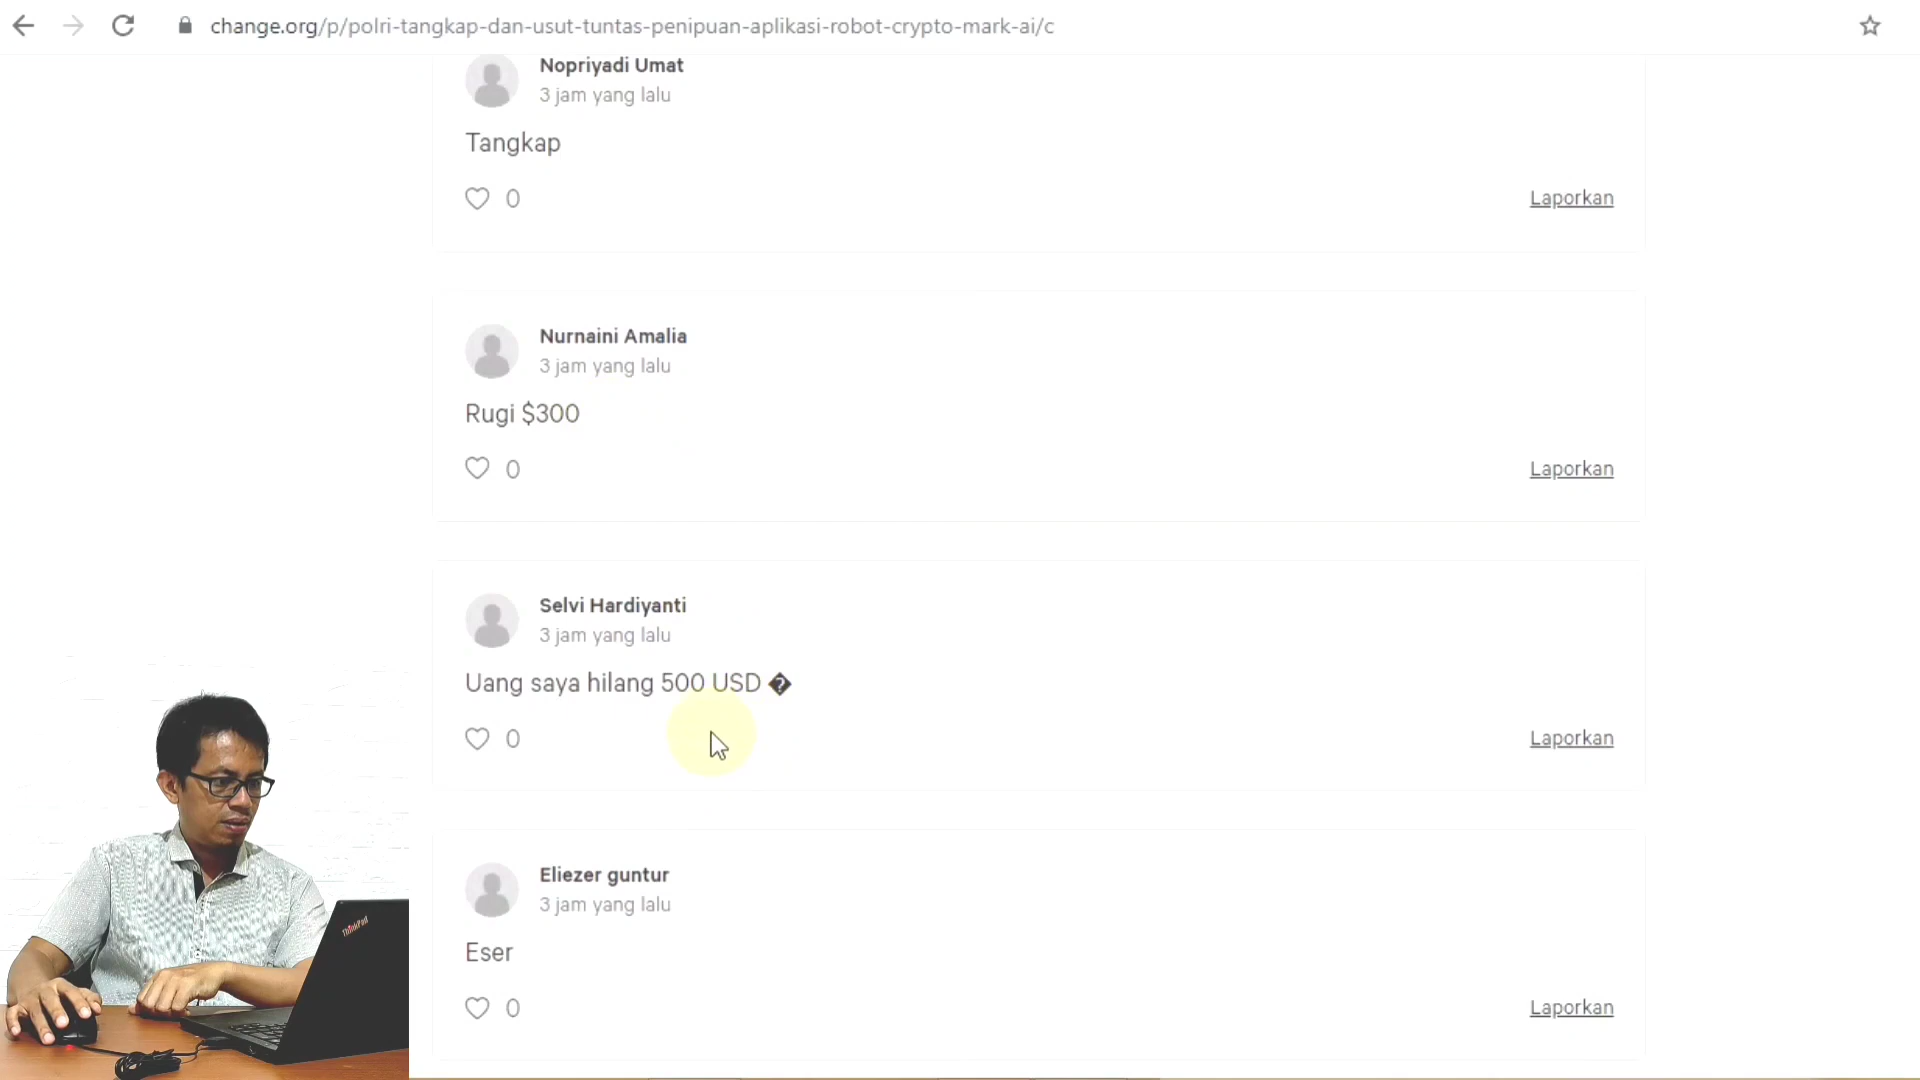 change.org/p/polri-tangkap-dan-usut-tuntas-penipuan-aplikasi-robot-crypto-mark-ai/c
Nopriyadi Umat
3 jam yang lalu
Tangkap
0
Laporkan
Nurnaini Amalia
3 jam yang lalu
Rugi $300
0
Laporkan
Selvi Hardiyanti
3 jam yang lalu
Uang saya hilang 500 USD �
0
Laporkan
Eliezer guntur
3 jam yang lalu
Eser
0
Laporkan
ThinkPad